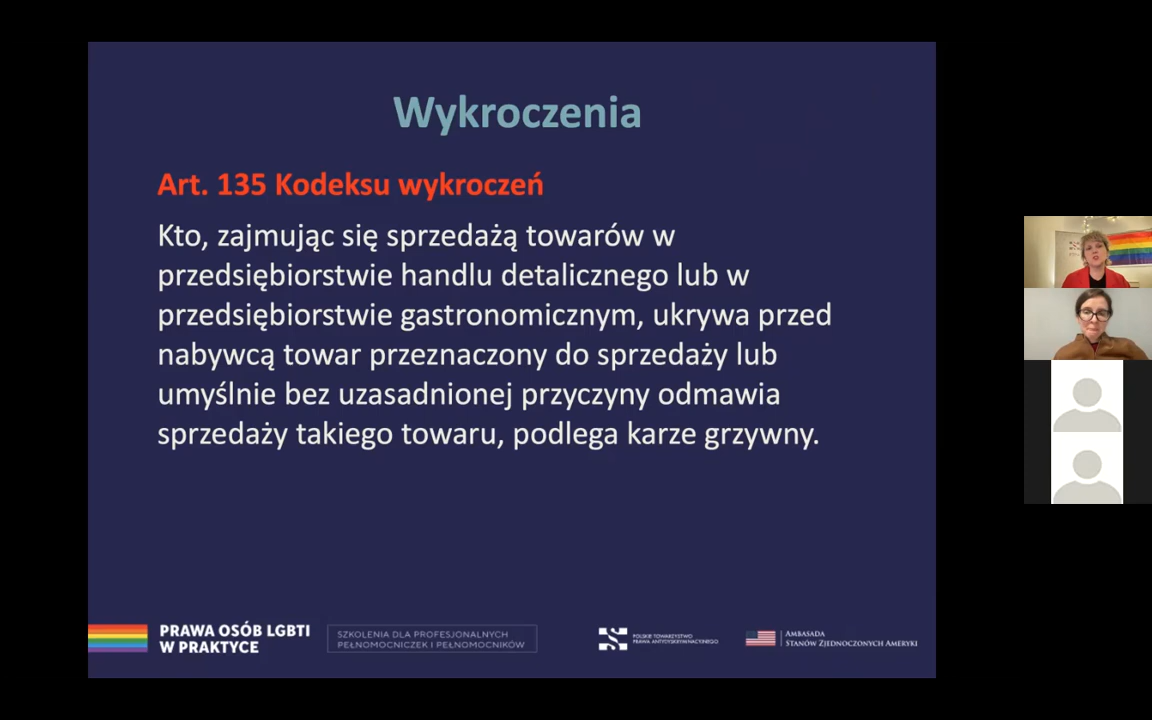 Wykroczenia
Art. 135 Kodeksu wykroczeń
Kto, zajmując się sprzedażą towarów w
przedsiębiorstwie handlu detalicznego lub w
przedsiębiorstwie gastronomicznym, ukrywa przed
nabywcą towar przeznaczony do sprzedaży lub
umyślnie bez uzasadnionej przyczyny odmawia
sprzedaży takiego towaru, podlega karze grzywny.
PRAWA OSÓB LGBTI
W PRAKTYCE
SZKOLENIA DLA PROFESJONALNYCH
PEŁNOMOCNICZEK I PEŁNOMOCNIKÓW
POLSKIE TOWARZYSTWO
PRAWA ANTYDYSKRYMINACYJNEGO
AMBASADA
STANÓW ZJEDNOCZONYCH AMERYKI